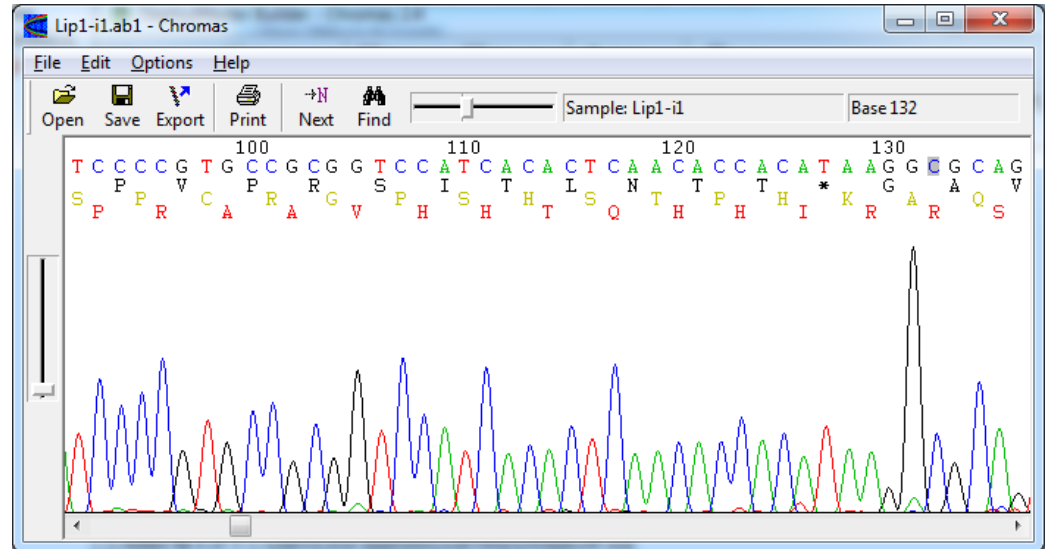 Lip1-i1.ab1 - Chromas
File Edit Options Help
Open Save Export Print Next Find
→N
Sample: Lip1-i1
Base 132
100 110 120 130
T C C C C G T G C C G C G G T C C A T C A C A C T C A A C A C C A C A T A A G G C G C A G
P V P R S I T L N T T * G A V
S P C R G P S H S T P H K A Q
P R A A V H H T Q H H I R R S